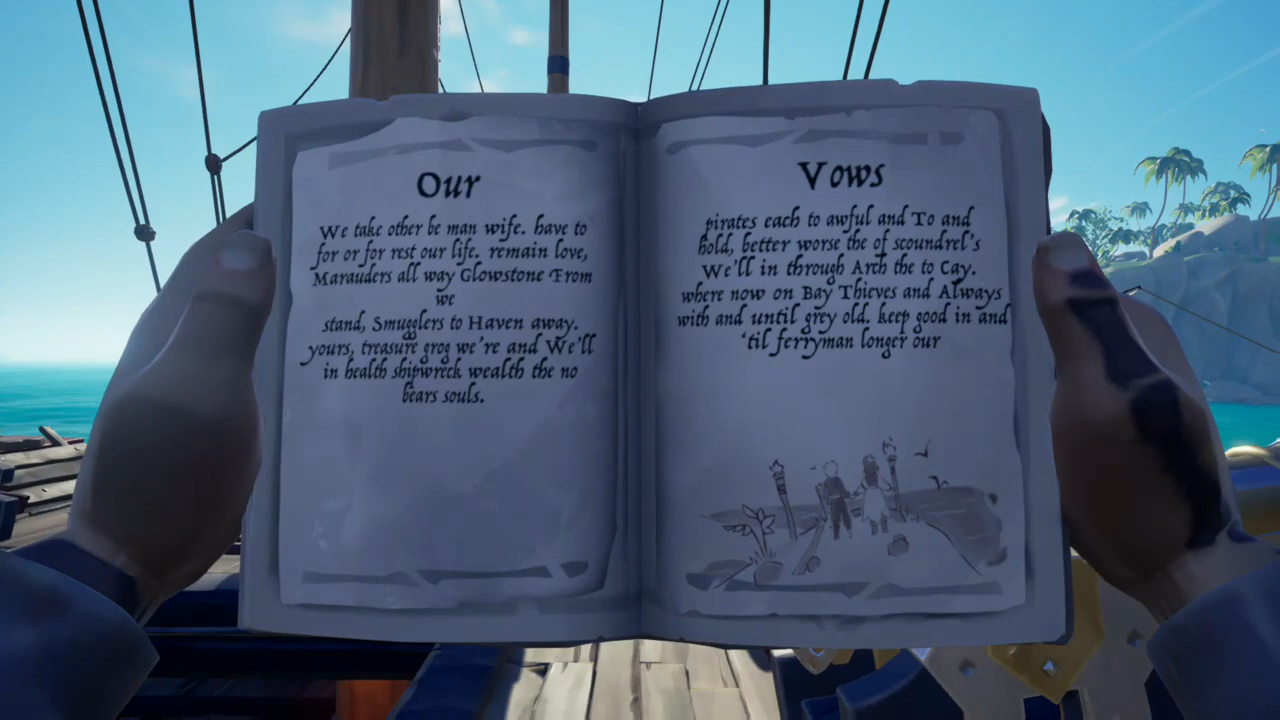 Our
We take other be man wife. have to
for or for rest our life. remain love,
Marauders all way Glowstone From
we
stand, Smugglers to Haven away.
yours, treasure grog we're and We'll
in health shipwreck wealth the no
bears souls.
Vows
pirates each to awful and To and
hold, better worse the of scoundrel's
We'll in through Arch the to Cay.
where now on Bay Thieves and Always
with and until grey old. keep good in and
'til ferryman longer our